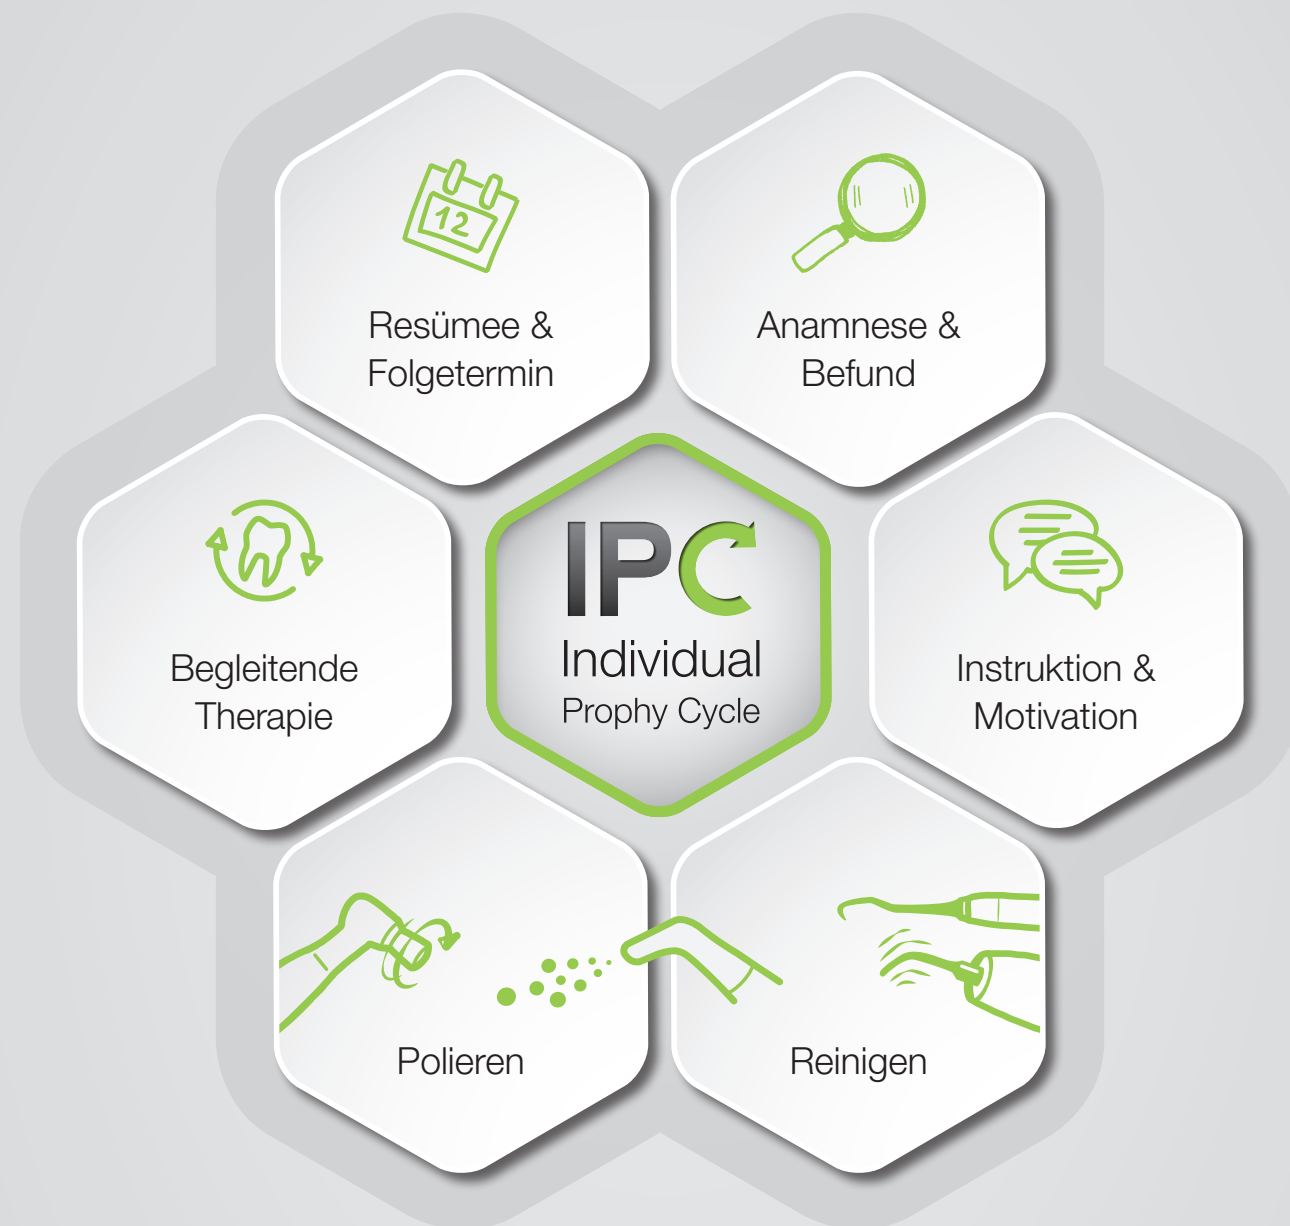 12
Resümee &
Folgetermin
Anamnese &
Befund
Begleitende
Therapie
IPC
Individual
Prophy Cycle
Instruktion &
Motivation
Polieren
Reinigen